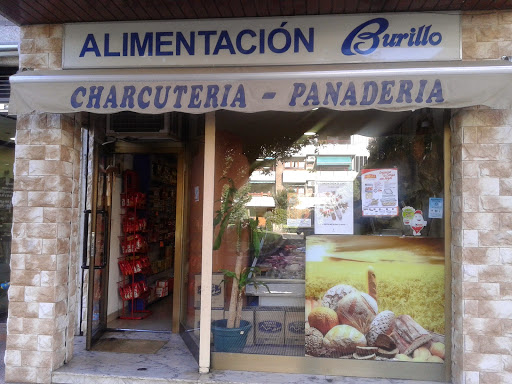 ALIMENTACIÓN Burillo
CHARCUTERIA - PANADERIA